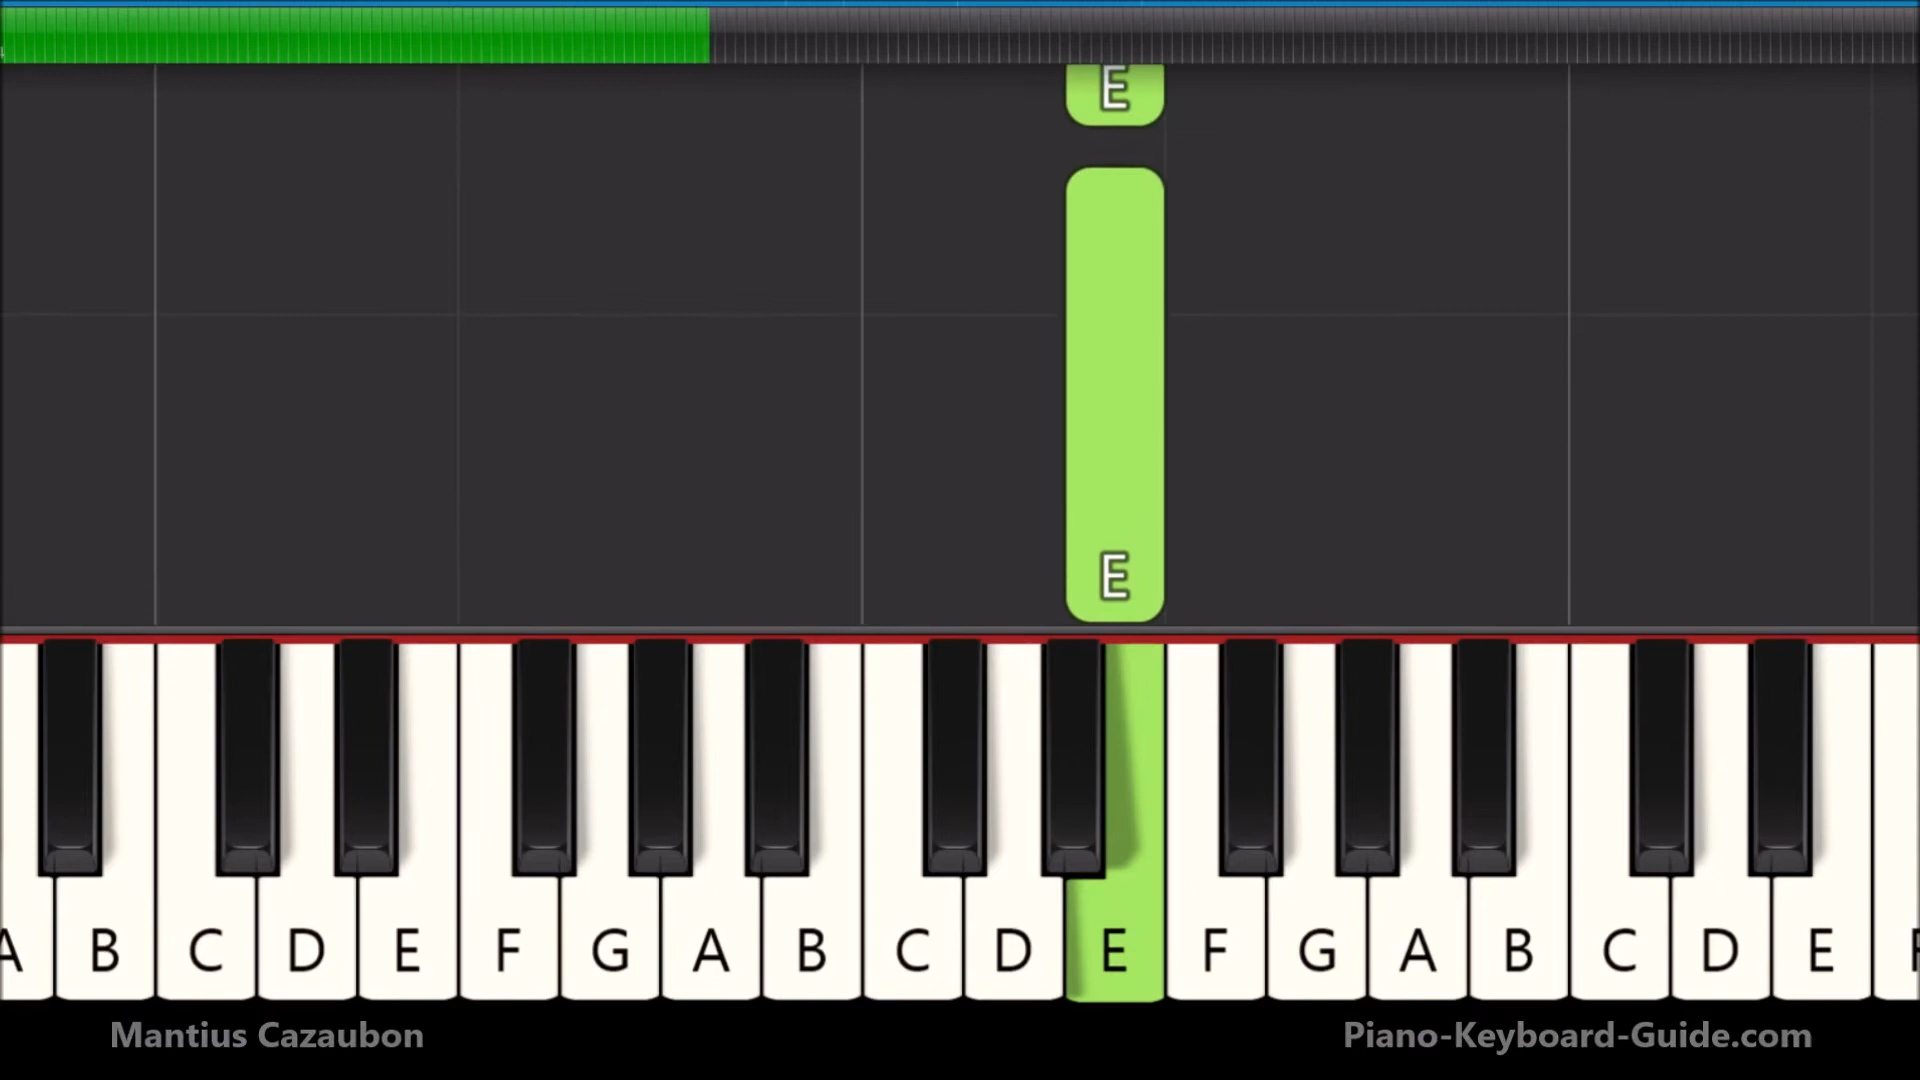 E
E
A B C D E F G A B C D E F G A B C D E F
Mantius Cazaubon
Piano-Keyboard-Guide.com